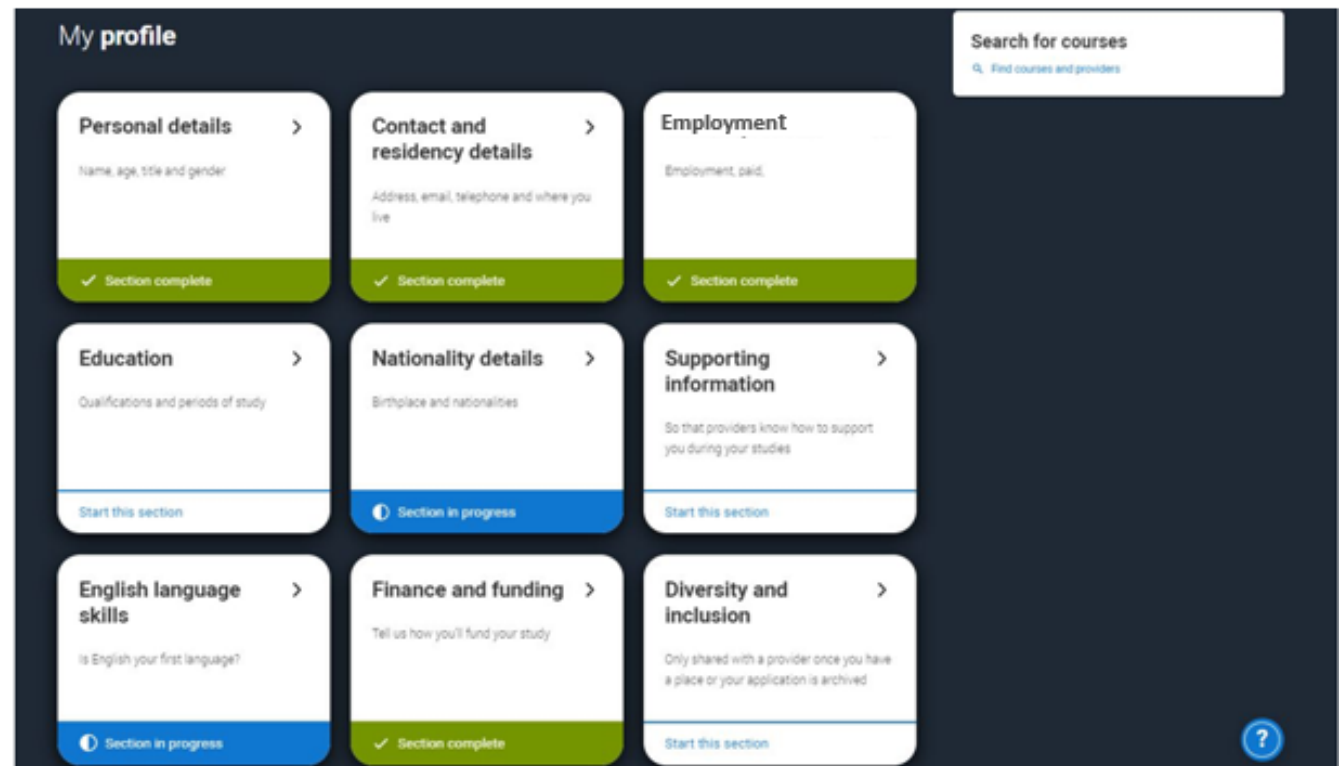 My profile
Search for courses
Find courses and providers
Personal details
Name, age, title and gender
Section complete
Contact and
residency details
Address, email, telephone and where you
live
Section complete
Employment
Employment, paid,
Section complete
Education
Qualifications and periods of study
Start this section
Nationality details
Birthplace and nationalities
Section in progress
Supporting
information
So that providers know how to support
you during your studies
Start this section
English language
skills
Is English your first language?
Section in progress
Finance and funding
Tell us how you'll fund your study
Section complete
Diversity and
inclusion
Only shared with a provider once you have
a place or your application is archived
Start this section
?